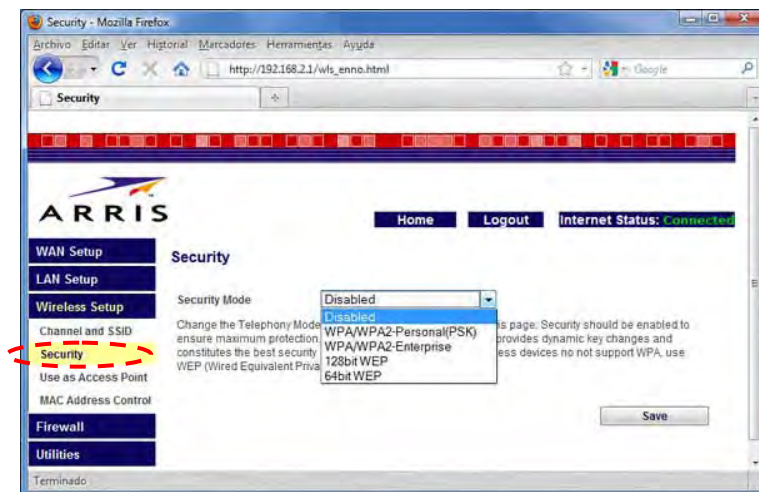 Security - Mozilla Firefox
Archivo Editar Ver Historial Marcadores Herramientas Ayuda
http://192.168.2.1/wls_enno.html
Google
Security
ARRIS
Home Logout Internet Status: Connected
WAN Setup
LAN Setup
Wireless Setup
Channel and SSID
Security
Use as Access Point
MAC Address Control
Firewall
Utilities
Security
Security Mode Disabled
Disabled
WPA/WPA2-Personal(PSK)
WPA/WPA2-Enterprise
128bit WEP
64bit WEP
Change the Telephony Mode is page. Security should be enabled to
ensure maximum protection provides dynamic key changes and
constitutes the best security ess devices no not support WPA, use
WEP (Wired Equivalent Priva
Save
Terminado